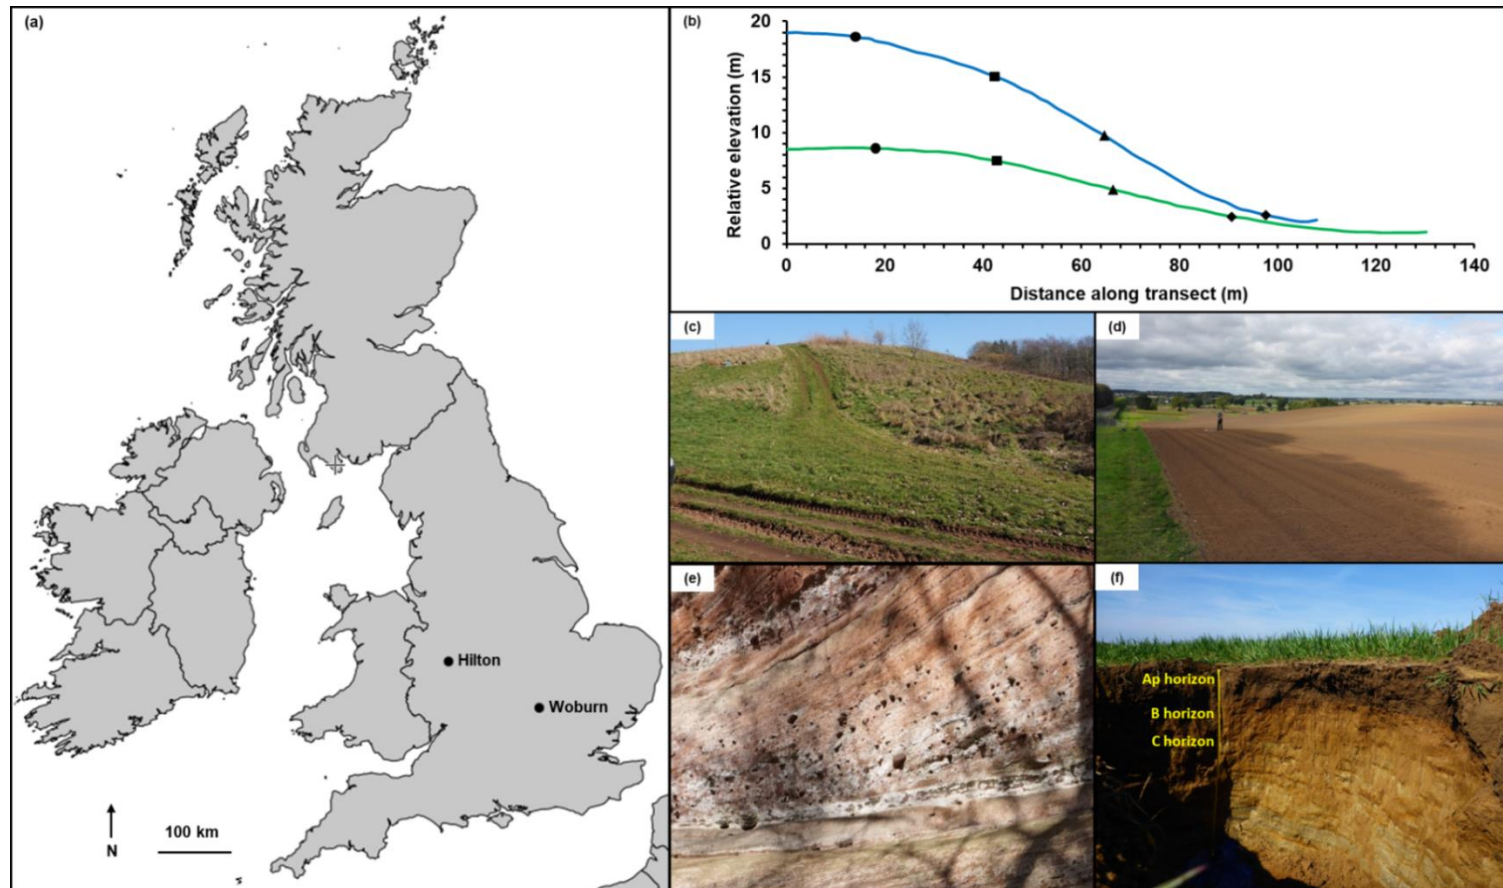 (a)
Hilton
Woburn
N
100 km
(b)
Relative elevation (m)
20
15
10
5
0
0 20 40 60 80 100 120 140
Distance along transect (m)
(c)
(d)
(e)
(f)
Ap horizon
B horizon
C horizon